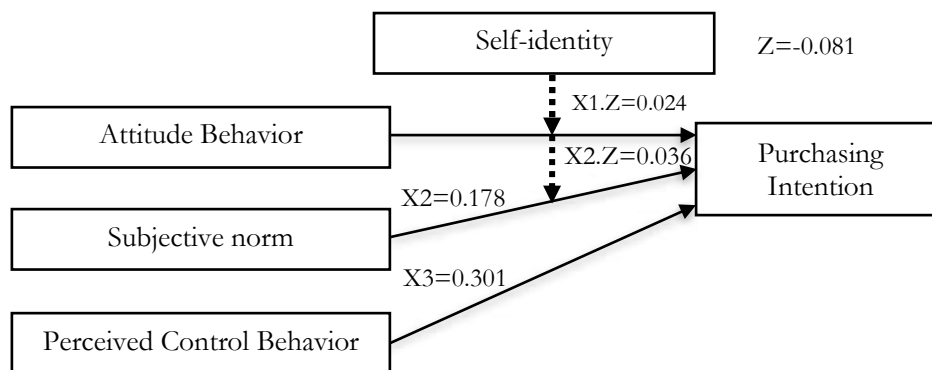 Self-identity
Z=-0.081
X1.Z=0.024
Attitude Behavior
X2.Z=0.036
Purchasing
Intention
X2=0.178
Subjective norm
X3=0.301
Perceived Control Behavior